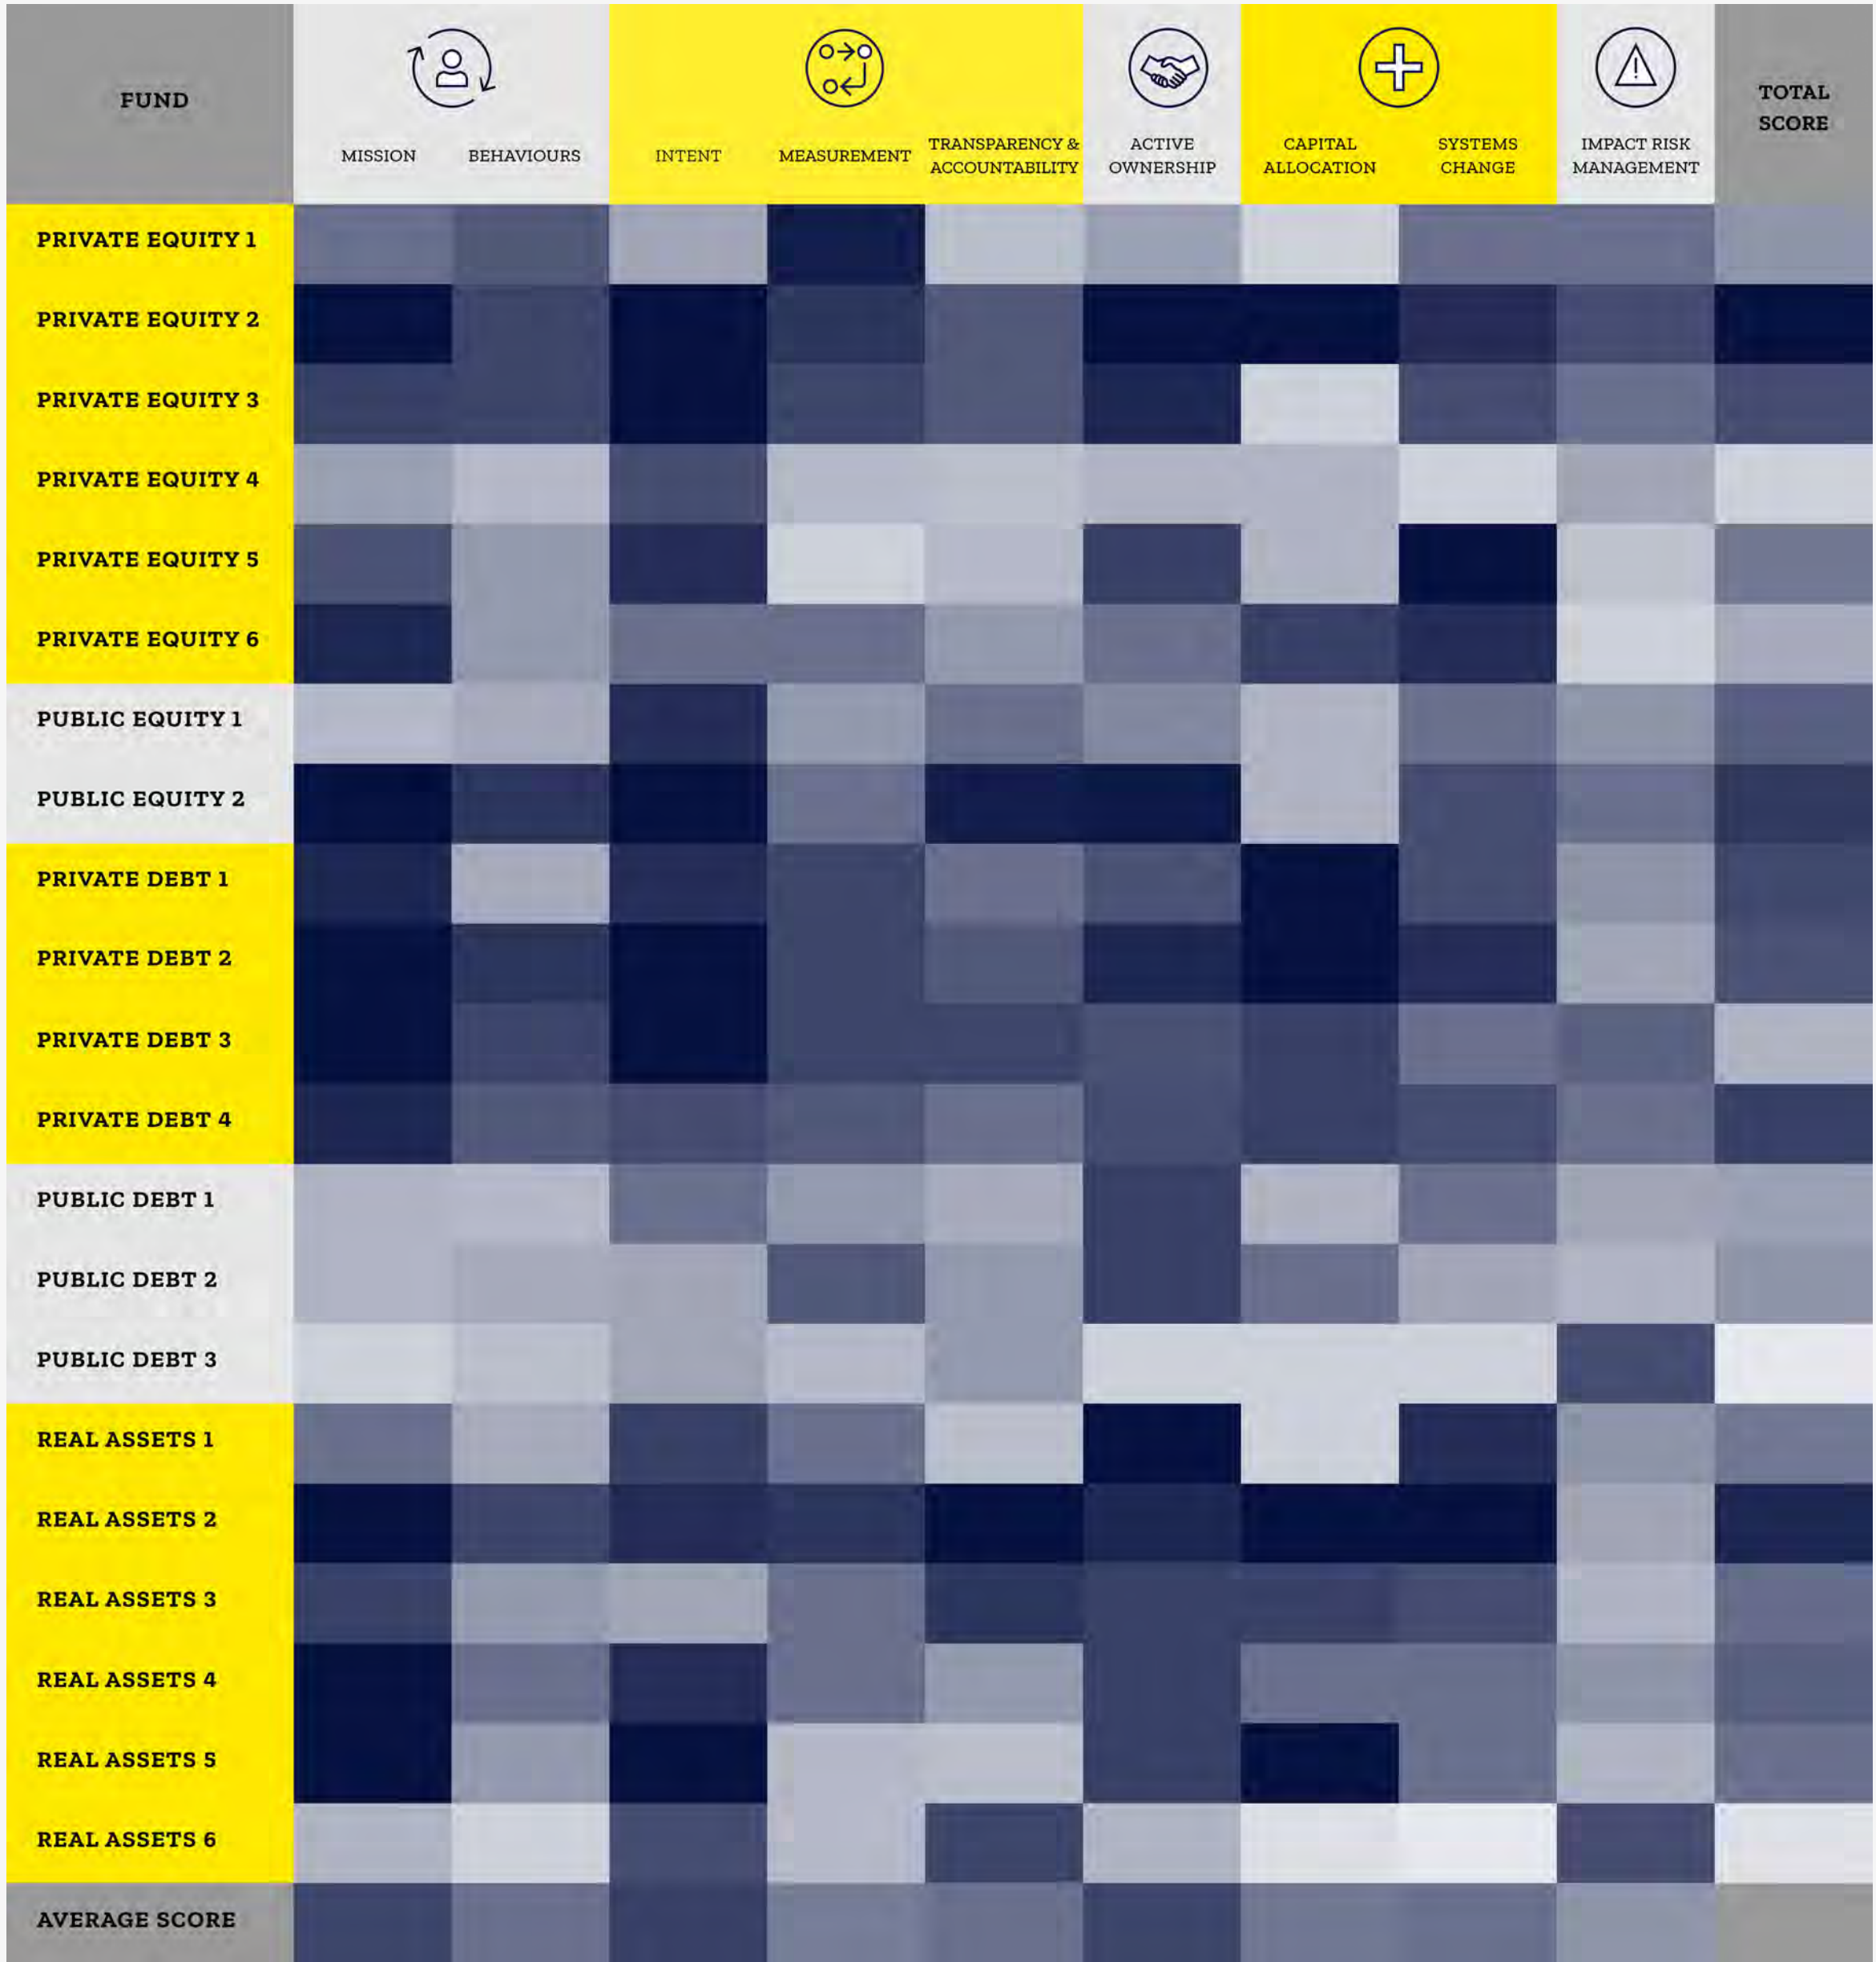 FUND
MISSION
BEHAVIOURS
INTENT
MEASUREMENT
TRANSPARENCY &
ACCOUNTABILITY
ACTIVE
OWNERSHIP
CAPITAL
ALLOCATION
SYSTEMS
CHANGE
IMPACT RISK
MANAGEMENT
TOTAL
SCORE
PRIVATE EQUITY 1
PRIVATE EQUITY 2
PRIVATE EQUITY 3
PRIVATE EQUITY 4
PRIVATE EQUITY 5
PRIVATE EQUITY 6
PUBLIC EQUITY 1
PUBLIC EQUITY 2
PRIVATE DEBT 1
PRIVATE DEBT 2
PRIVATE DEBT 3
PRIVATE DEBT 4
PUBLIC DEBT 1
PUBLIC DEBT 2
PUBLIC DEBT 3
REAL ASSETS 1
REAL ASSETS 2
REAL ASSETS 3
REAL ASSETS 4
REAL ASSETS 5
REAL ASSETS 6
AVERAGE SCORE